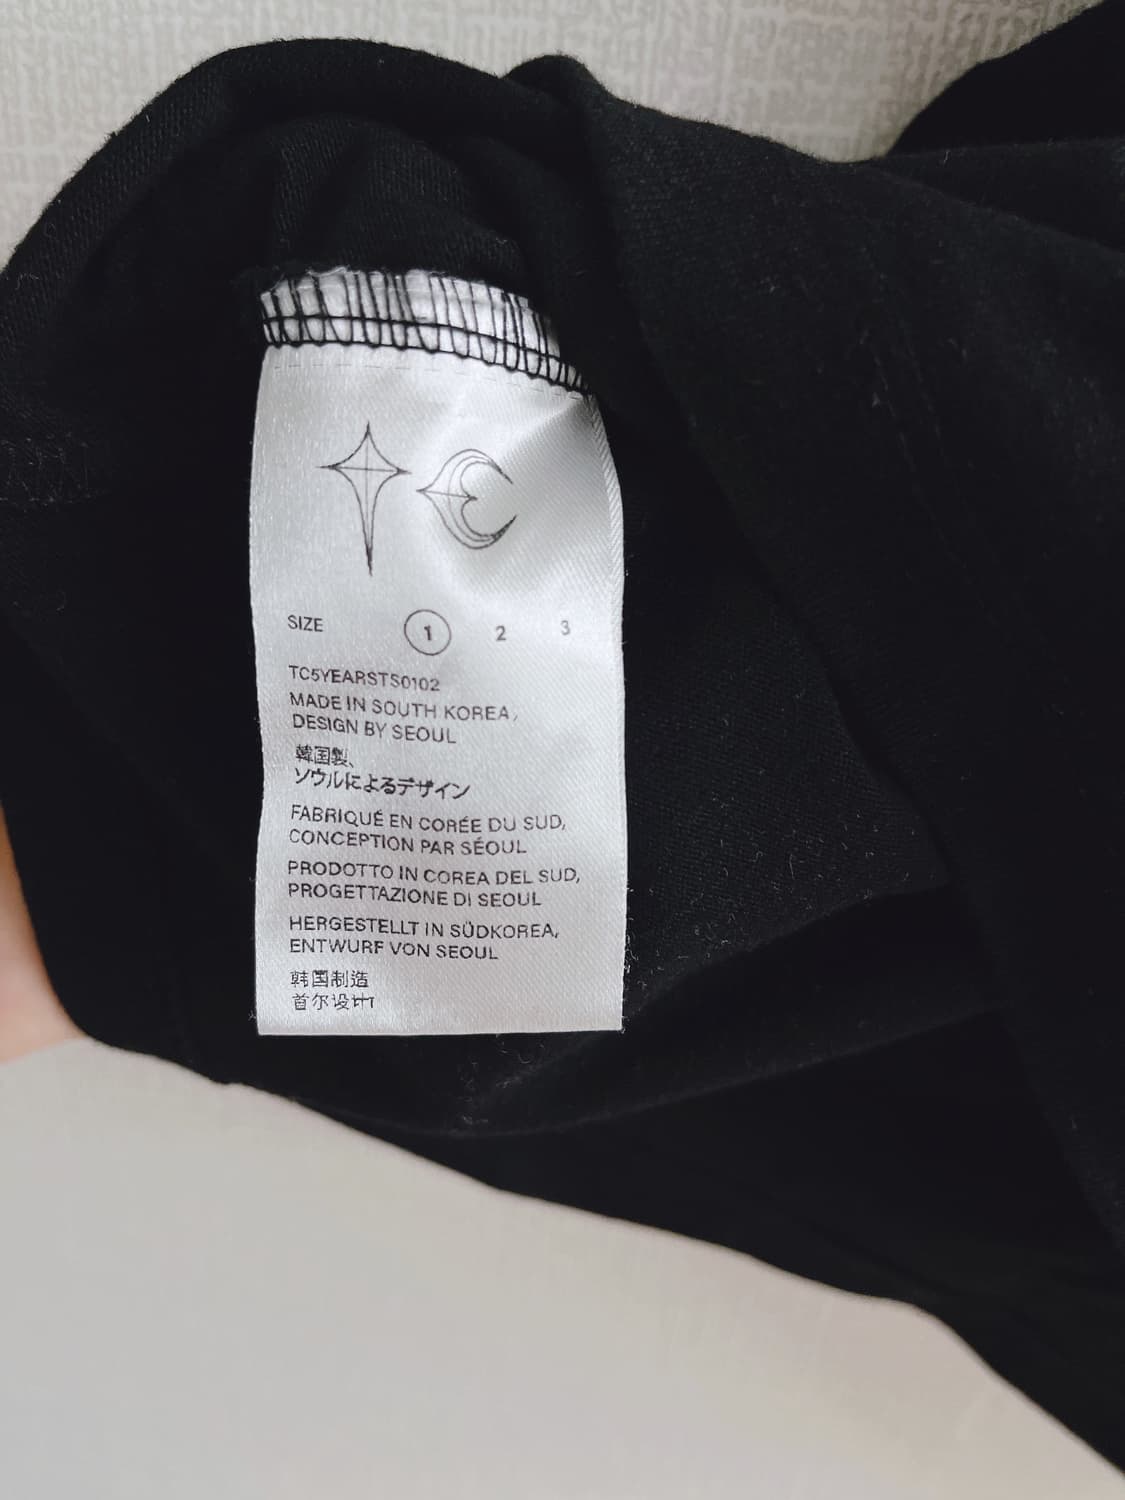 SIZE 1 2 3
TC5YEARSTS0102
MADE IN SOUTH KOREA,
DESIGN BY SEOUL
韓国製、
ソウルによるデザイン
FABRIQUÉ EN CORÉE DU SUD,
CONCEPTION PAR SÉOUL
PRODOTTO IN COREA DEL SUD,
PROGETTAZIONE DI SEOUL
HERGESTELLT IN SÜDKOREA,
ENTWURF VON SEOUL
韩国制造
首尔设计